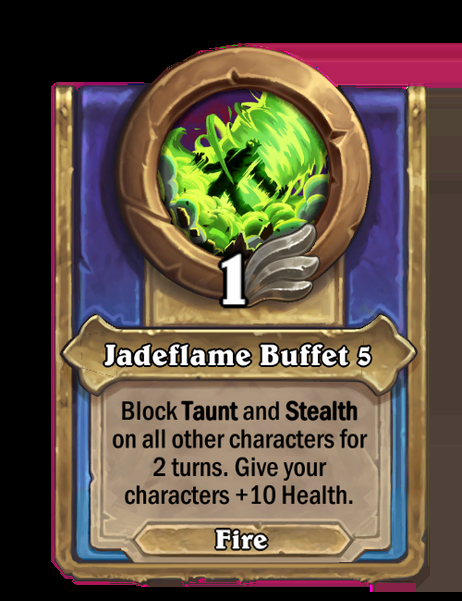 1
Jadeflame Buffet 5
Block Taunt and Stealth
on all other characters for
2 turns. Give your
characters +10 Health.
Fire